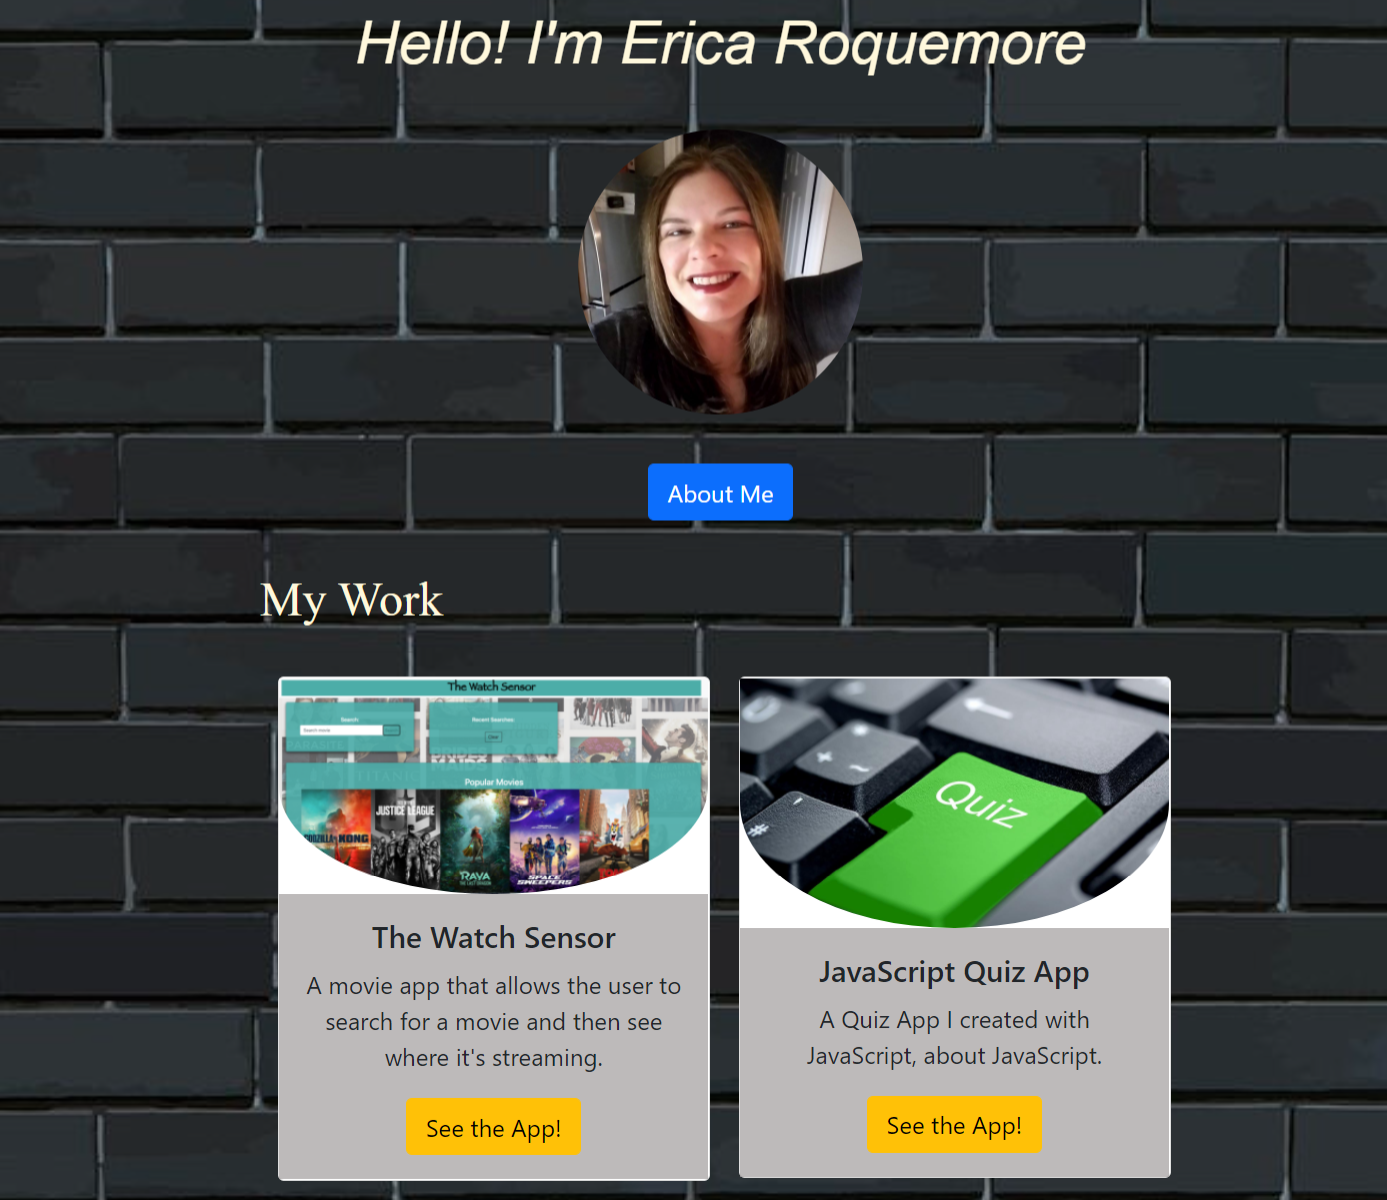 Hello! I'm Erica Roquemore
About Me
My Work
The Watch Sensor
Search
Recent Searches
Search movie
Clear
Popular Movies
JUSTICE LEAGUE
GODZILLA KONG
RAYA
SPACE
SWEEPERS
Quiz
#
The Watch Sensor
A movie app that allows the user to
search for a movie and then see
where it's streaming.
See the App!
JavaScript Quiz App
A Quiz App I created with
JavaScript, about JavaScript.
See the App!